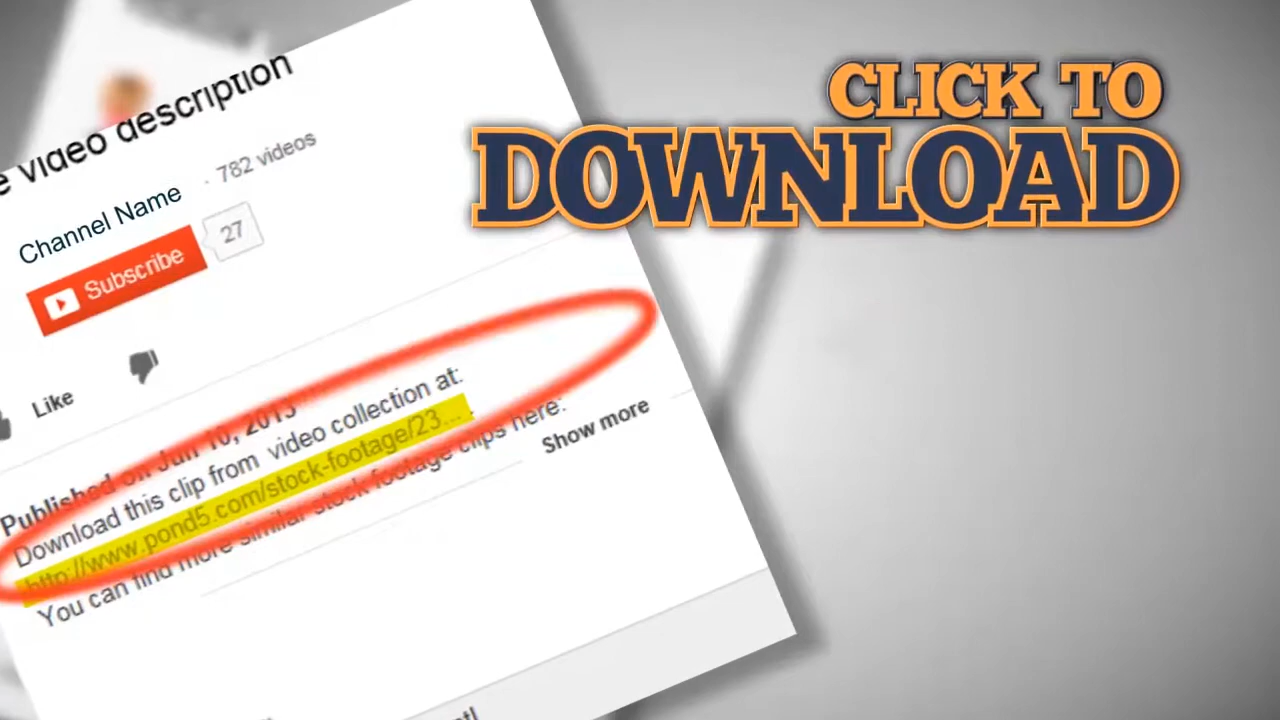 CLICK TO
DOWNLOAD
e video description
Channel Name · 782 videos
Subscribe 27
Like
Published on Jun 10, 2013
Download this clip from video collection at:
http://www.pond5.com/stock-footage/23... .
You can find more similar stock footage clips here:
Show more